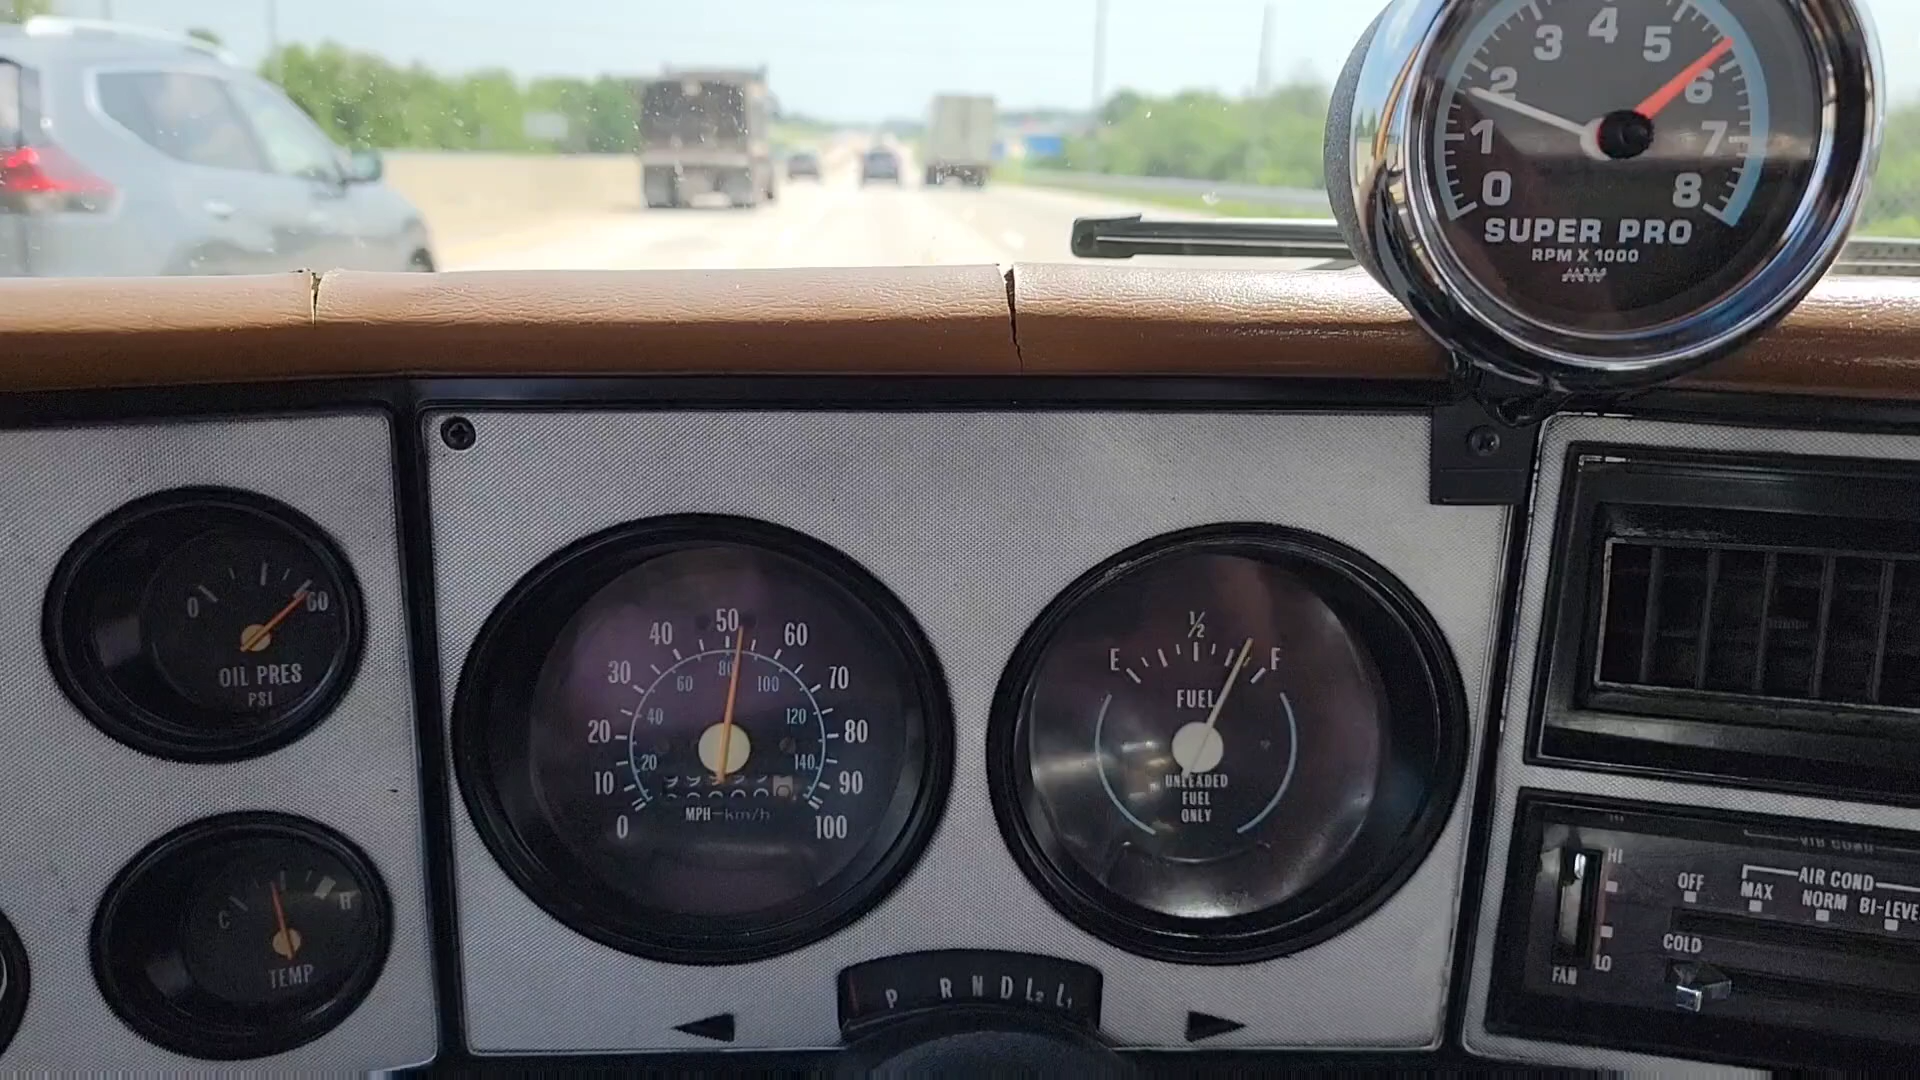 3 4 5
2 6
1 7
0 8
SUPER PRO
RPM X 1000
0 60
OIL PRES
PSI
C H
TEMP
50
40 60
30 70
20 80
10 90
0 100
80
60 100
40 120
20 140
MPH-km/h
½
E F
FUEL
UNLEADED
FUEL
ONLY
P R N D L2 L1
HI
LO
FAN
OFF
AIR COND
MAX NORM BI-LEVE
COLD